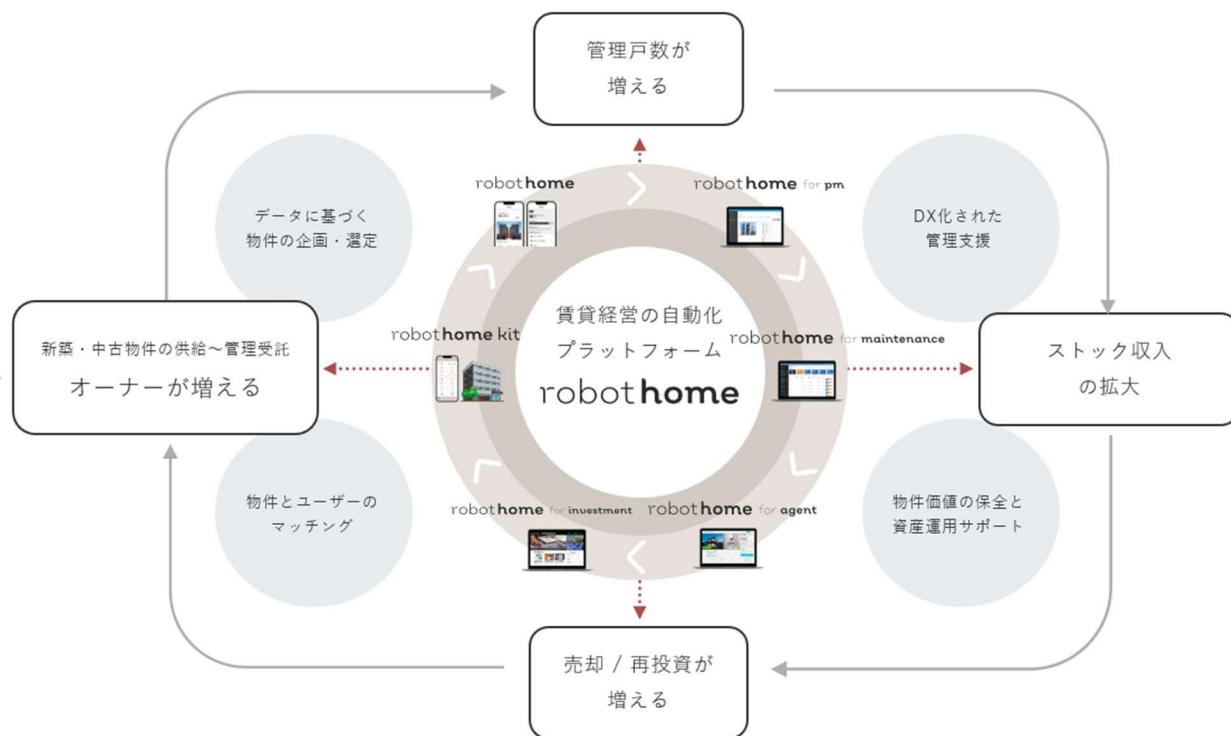 管理戸数が
増える
robot home
robot home for pm
データに基づく
物件の企画・選定
DX化された
管理支援
新築・中古物件の供給〜管理受託
オーナーが増える
robot home kit
賃貸経営の自動化
プラットフォーム
robot home
robot home for maintenance
ストック収入
の拡大
物件とユーザーの
マッチング
robot home for investment
robot home for agent
物件価値の保全と
資産運用サポート
売却 / 再投資が
増える